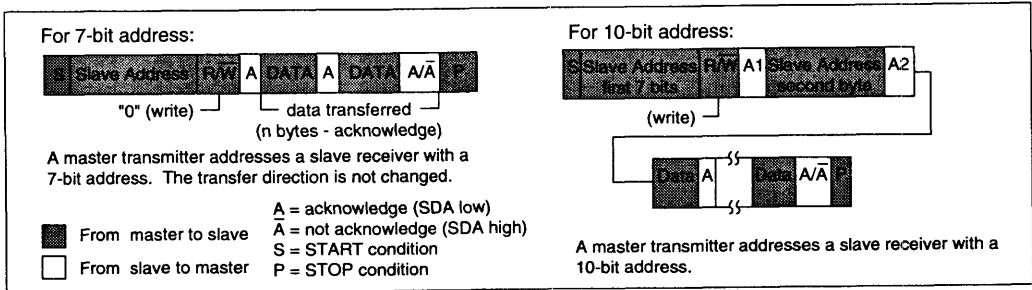 For 7-bit address:
S Slave Address R/W̅ A DATA A DATA A/A̅ P
"0" (write)
data transferred
(n bytes - acknowledge)
A master transmitter addresses a slave receiver with a
7-bit address. The transfer direction is not changed.
From master to slave
From slave to master
A = acknowledge (SDA low)
A̅ = not acknowledge (SDA high)
S = START condition
P = STOP condition
For 10-bit address:
S Slave Address first 7 bits R/W̅ A1 Slave Address second byte A2
(write)
Data A Data A/A̅ P
A master transmitter addresses a slave receiver with a
10-bit address.